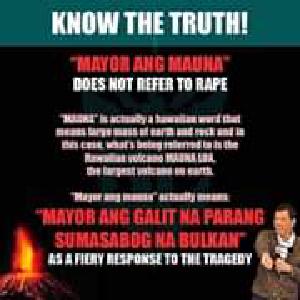 KNOW THE TRUTH!
"MAYOR ANG MAUNA"
DOES NOT REFER TO RAPE
"MAUNA" is actually a hawaiian word that
means large mass of earth and rock and in
this case, what's being referred to is the
Hawaiian volcano MAUNA LOA,
the largest volcano on earth.
"Mayor ang mauna" actually means
"MAYOR ANG GALIT NA PARANG
SUMASABOG NA BULKAN"
AS A FIERY RESPONSE TO THE TRAGEDY